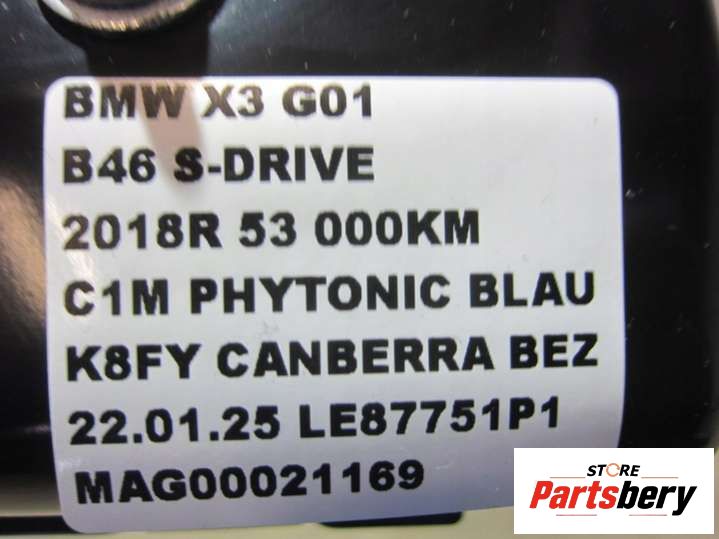 BMW X3 G01
B46 S-DRIVE
2018R 53 000KM
C1M PHYTONIC BLAU
K8FY CANBERRA BEZ
22.01.25 LE87751P1
MAG00021169
STORE
Partsbery